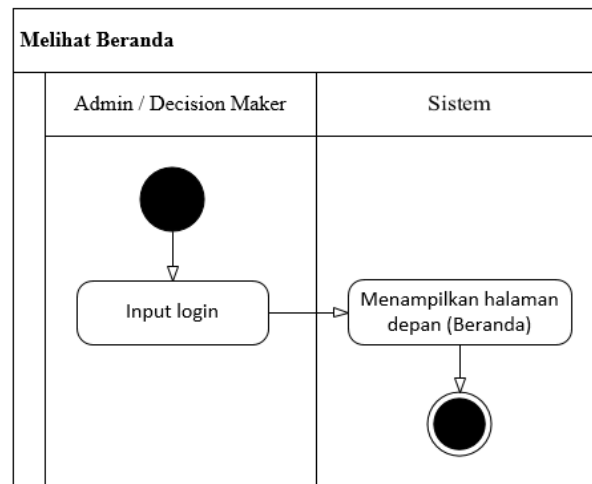 Melihat Beranda
Admin / Decision Maker
Sistem
Input login
Menampilkan halaman
depan (Beranda)